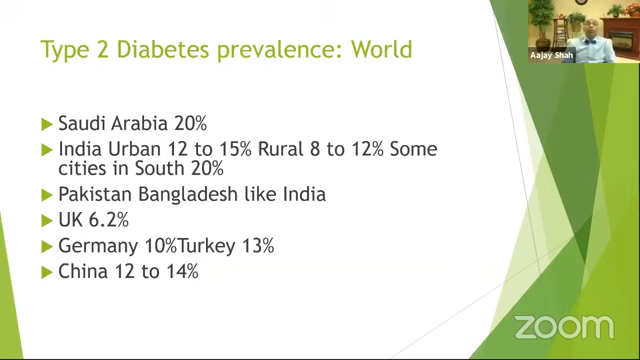 Type 2 Diabetes prevalence: World
Aajay Shah
Saudi Arabia 20%
India Urban 12 to 15% Rural 8 to 12% Some
cities in South 20%
Pakistan Bangladesh like India
UK 6.2%
Germany 10%Turkey 13%
China 12 to 14%
zoom